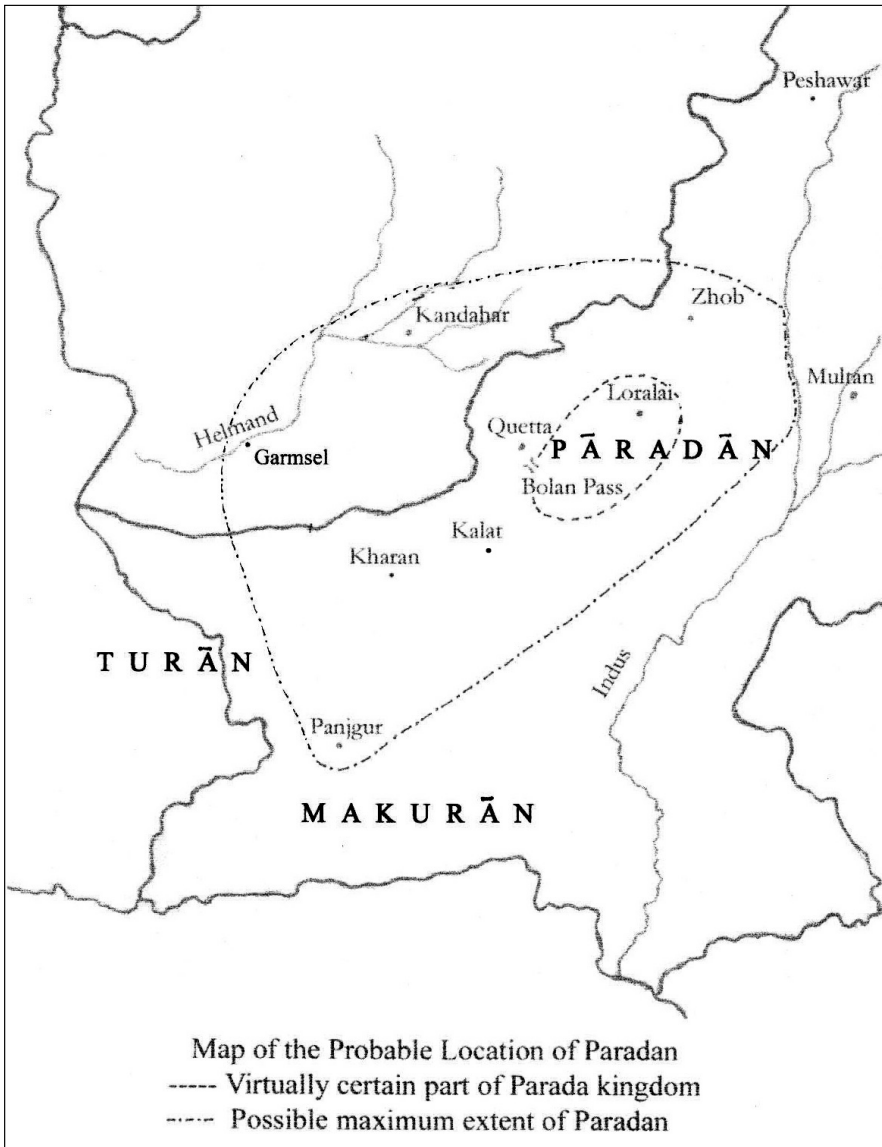 Peshawar
Zhob
Kandahar
Multan
Loralai
Helmand
Quetta
PĀRADĀN
Garmsel
Bolan Pass
Kalat
Kharan
TURĀN
Indus
Panjgur
MAKURĀN
Map of the Probable Location of Paradan
----- Virtually certain part of Parada kingdom
-·-·-·- Possible maximum extent of Paradan